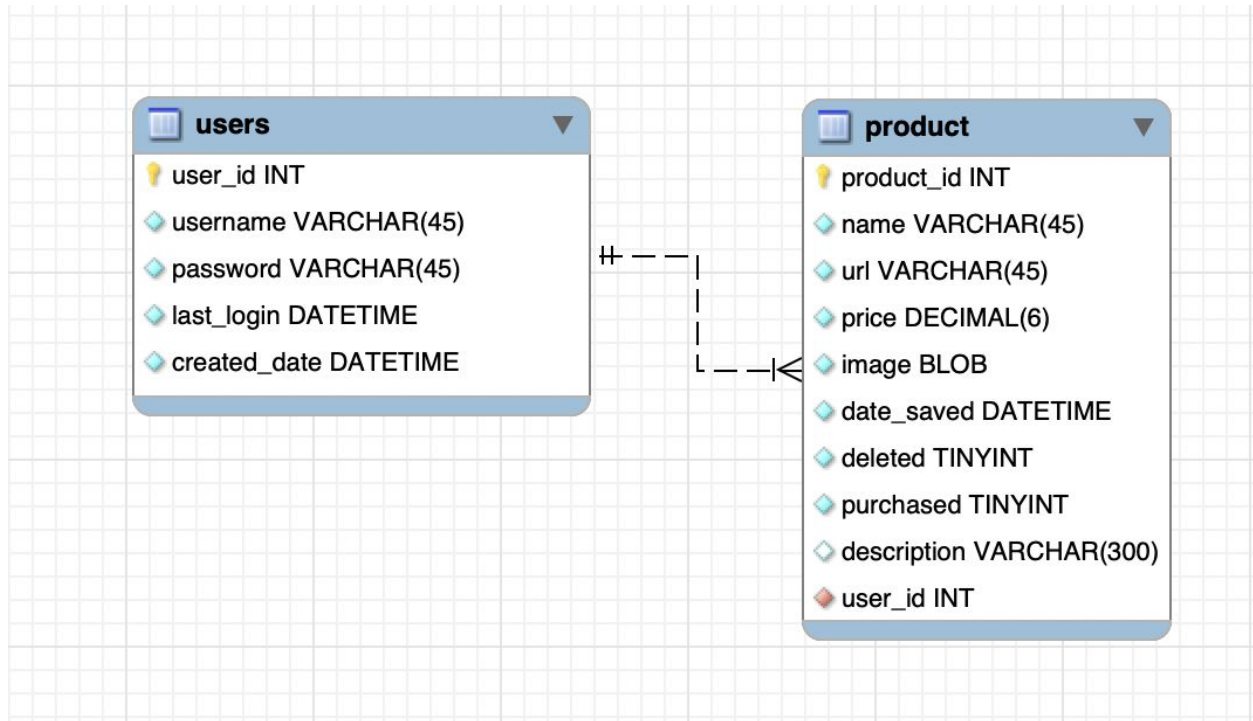 users
user_id INT
username VARCHAR(45)
password VARCHAR(45)
last_login DATETIME
created_date DATETIME
product
product_id INT
name VARCHAR(45)
url VARCHAR(45)
price DECIMAL(6)
image BLOB
date_saved DATETIME
deleted TINYINT
purchased TINYINT
description VARCHAR(300)
user_id INT